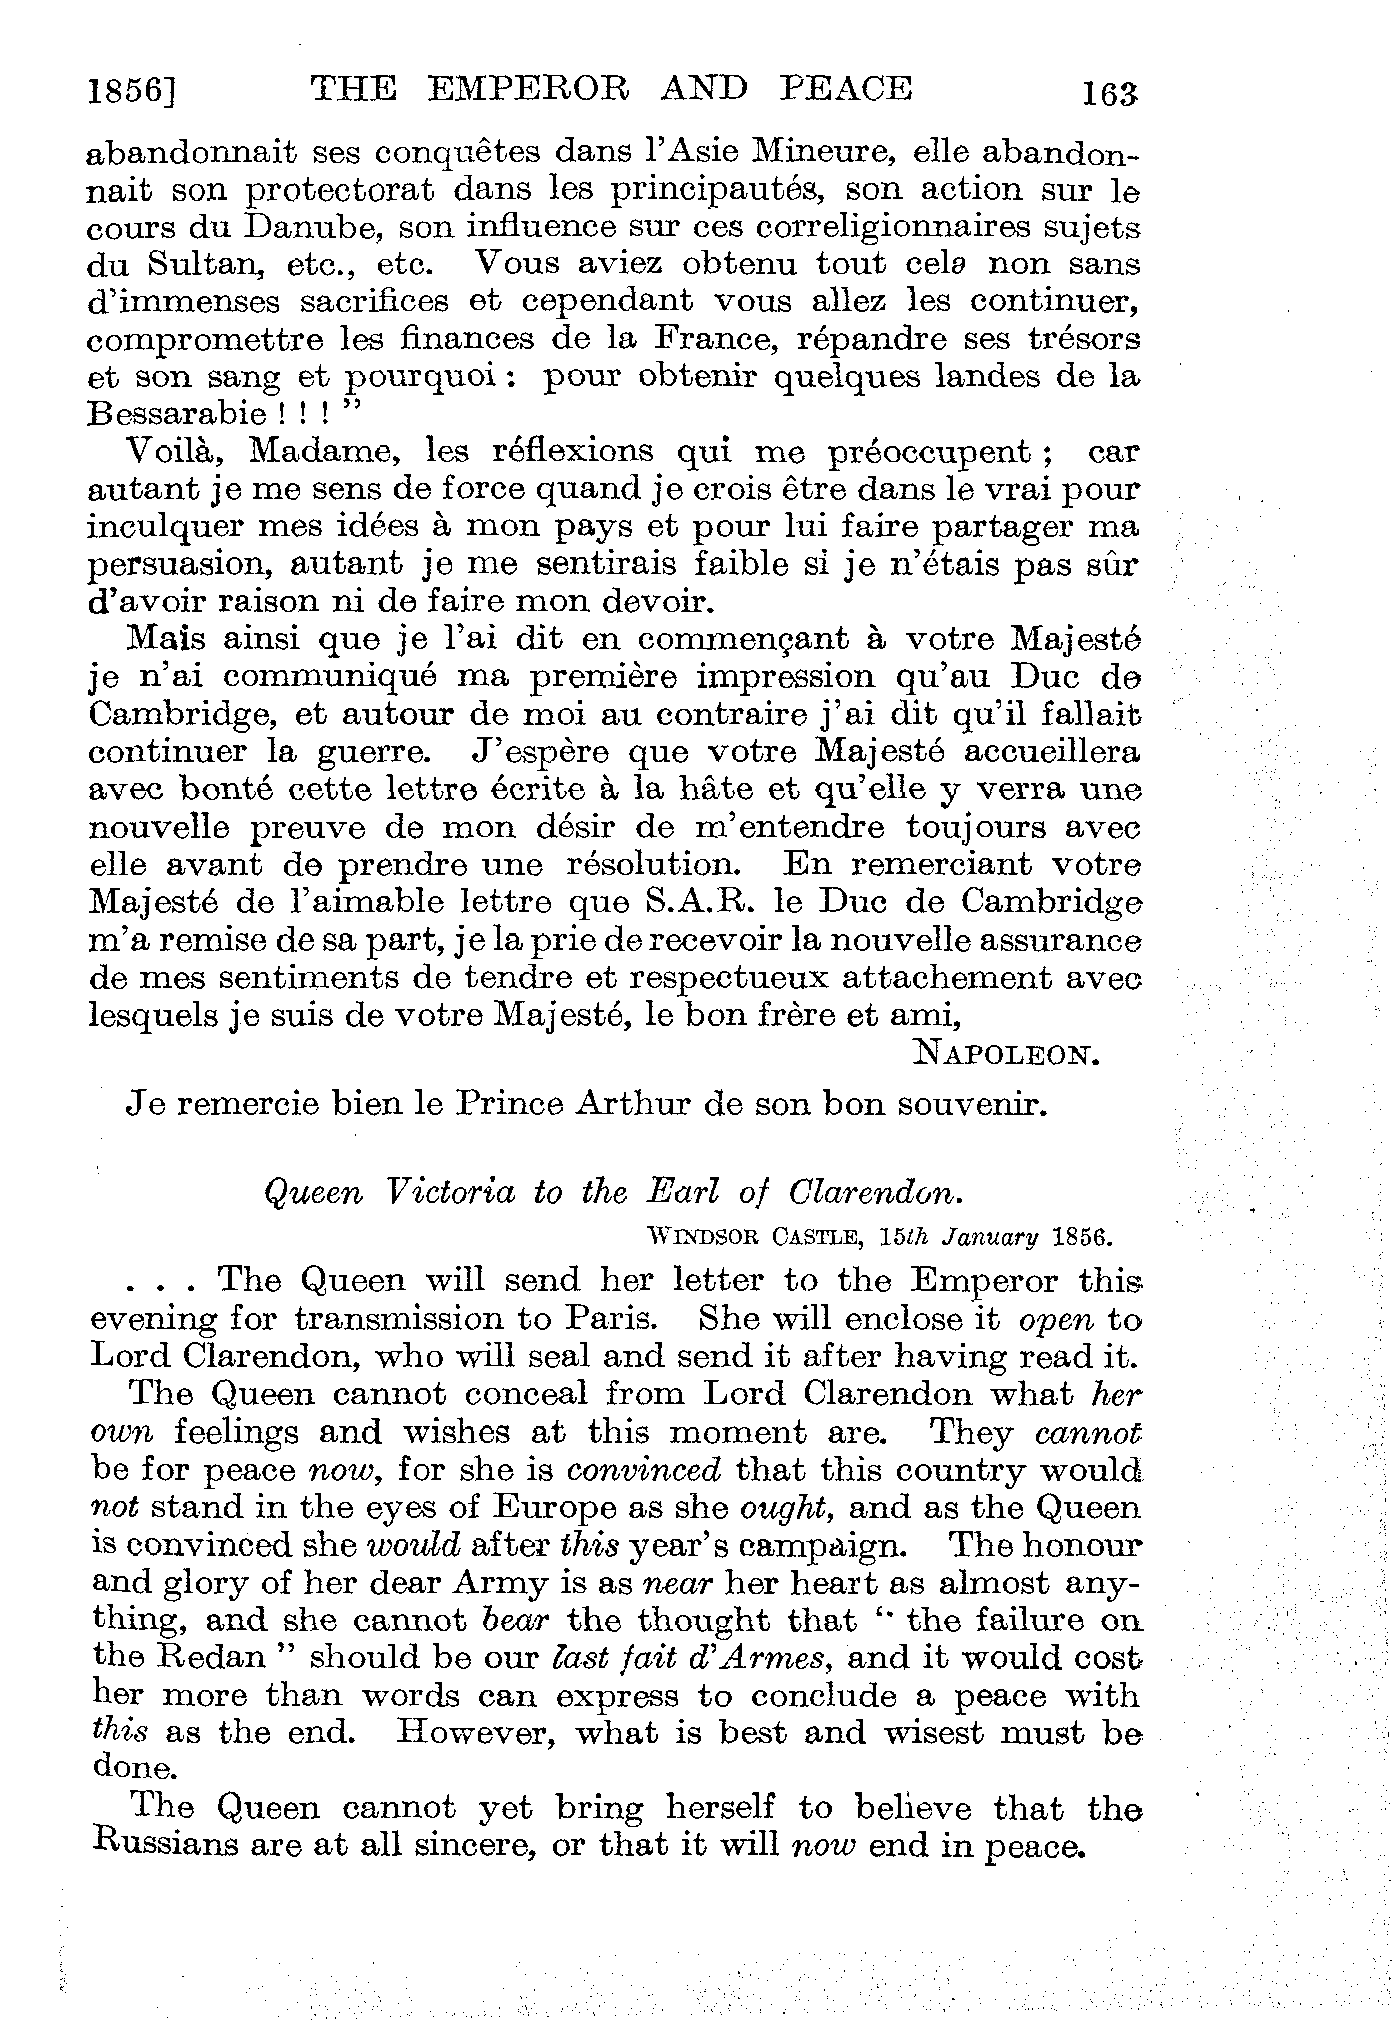 1856] THE EMPEROR AND PEACE 163
abandonnait ses conquêtes dans l'Asie Mineure, elle abandon-
nait son protectorat dans les principautés, son action sur le
cours du Danube, son influence sur ces correligionnaires sujets
du Sultan, etc., etc. Vous aviez obtenu tout cela non sans
d'immenses sacrifices et cependant vous allez les continuer,
compromettre les finances de la France, répandre ses trésors
et son sang et pourquoi : pour obtenir quelques landes de la
Bessarabie ! ! ! ”
Voilà, Madame, les réflexions qui me préoccupent ; car
autant je me sens de force quand je crois être dans le vrai pour
inculquer mes idées à mon pays et pour lui faire partager ma
persuasion, autant je me sentirais faible si je n'étais pas sûr
d'avoir raison ni de faire mon devoir.
Mais ainsi que je l'ai dit en commençant à votre Majesté
je n'ai communiqué ma première impression qu'au Duc de
Cambridge, et autour de moi au contraire j'ai dit qu'il fallait
continuer la guerre. J'espère que votre Majesté accueillera
avec bonté cette lettre écrite à la hâte et qu'elle y verra une
nouvelle preuve de mon désir de m'entendre toujours avec
elle avant de prendre une résolution. En remerciant votre
Majesté de l'aimable lettre que S.A.R. le Duc de Cambridge
m'a remise de sa part, je la prie de recevoir la nouvelle assurance
de mes sentiments de tendre et respectueux attachement avec
lesquels je suis de votre Majesté, le bon frère et ami,
NAPOLEON.
Je remercie bien le Prince Arthur de son bon souvenir.
Queen Victoria to the Earl of Clarendon.
WINDSOR CASTLE, 15th January 1856.
. . . The Queen will send her letter to the Emperor this
evening for transmission to Paris. She will enclose it open to
Lord Clarendon, who will seal and send it after having read it.
The Queen cannot conceal from Lord Clarendon what her
own feelings and wishes at this moment are. They cannot
be for peace now, for she is convinced that this country would
not stand in the eyes of Europe as she ought, and as the Queen
is convinced she would after this year's campaign. The honour
and glory of her dear Army is as near her heart as almost any-
thing, and she cannot bear the thought that “ the failure on
the Redan ” should be our last fait d'Armes, and it would cost
her more than words can express to conclude a peace with
this as the end. However, what is best and wisest must be
done.
The Queen cannot yet bring herself to believe that the
Russians are at all sincere, or that it will now end in peace.